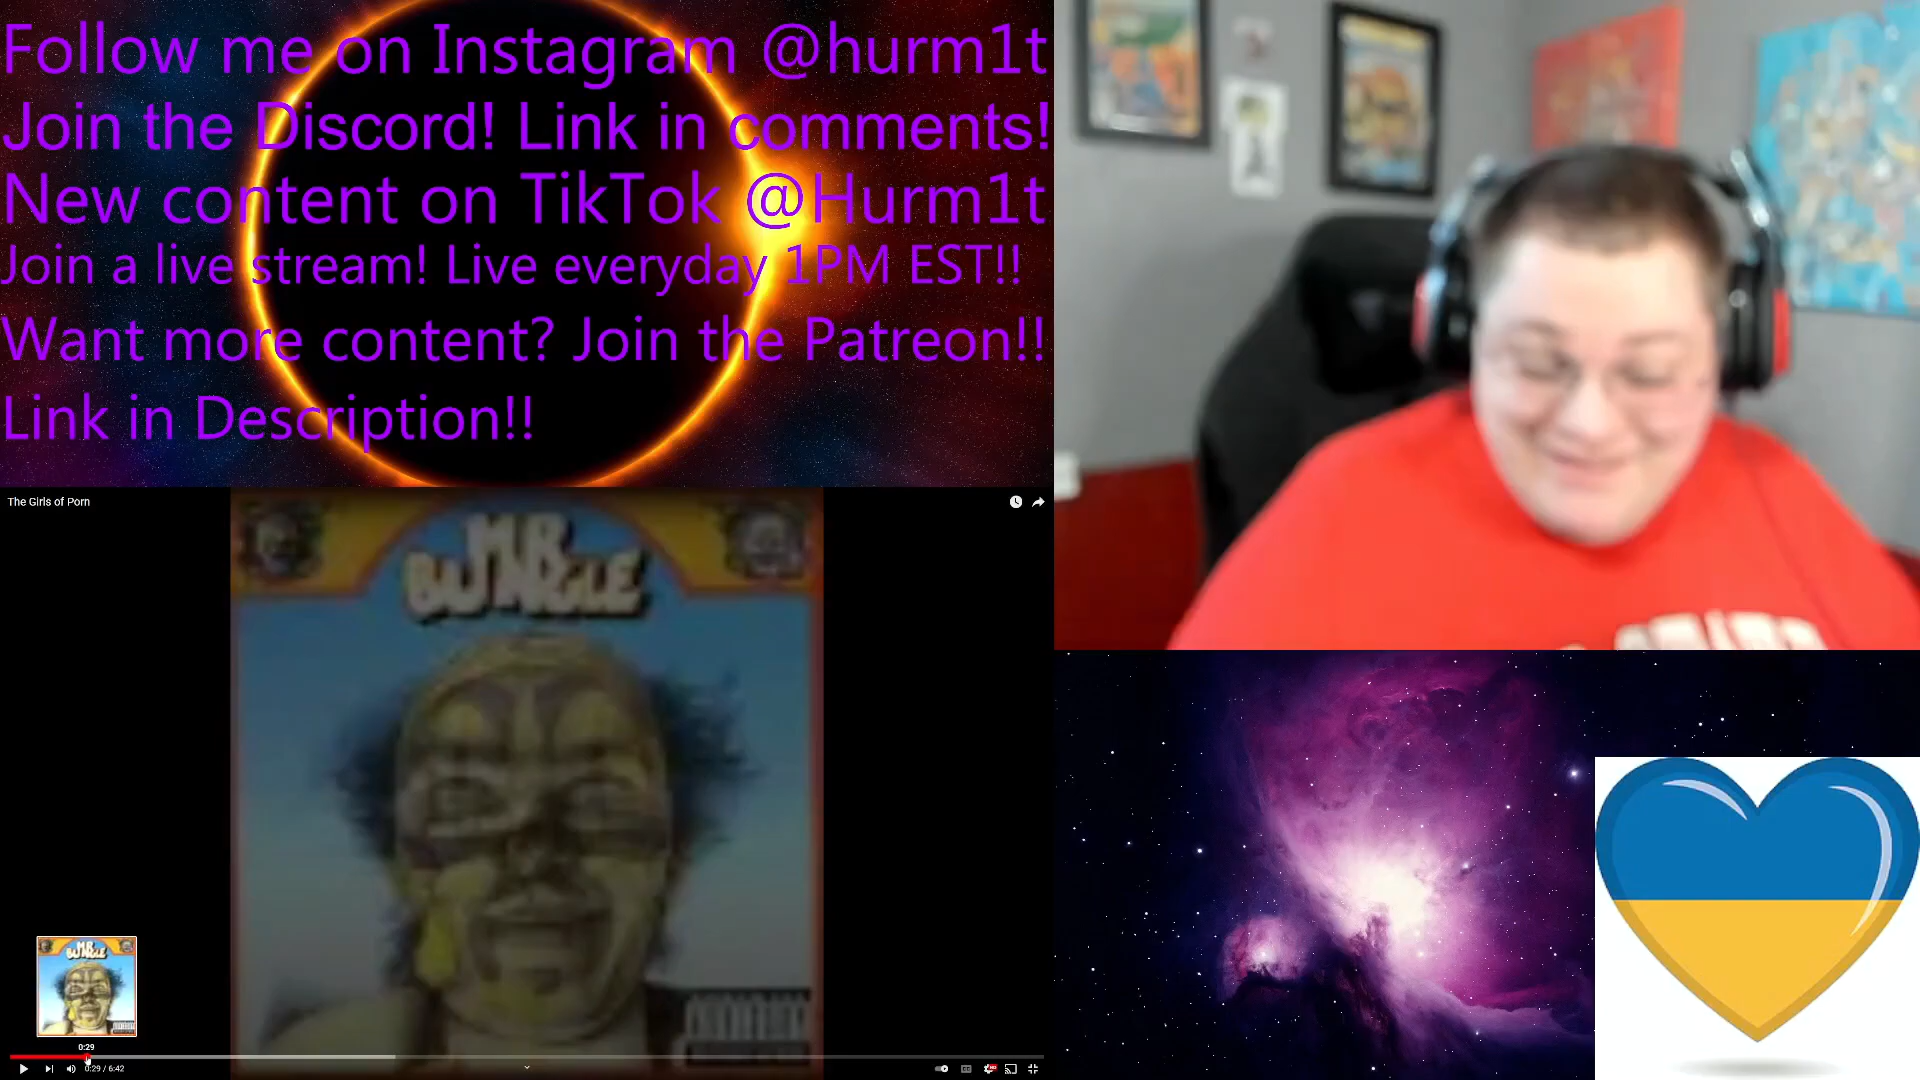 Follow me on Instagram @hurm1t
Join the Discord! Link in comments!
New content on TikTok @Hurm1t
Join a live stream! Live everyday 1PM EST!!
Want more content? Join the Patreon!!
Link in Description!!
The Girls of Porn
MR.
BUNGLE
MR.
BUNGLE
0:29
0:29 / 6:42